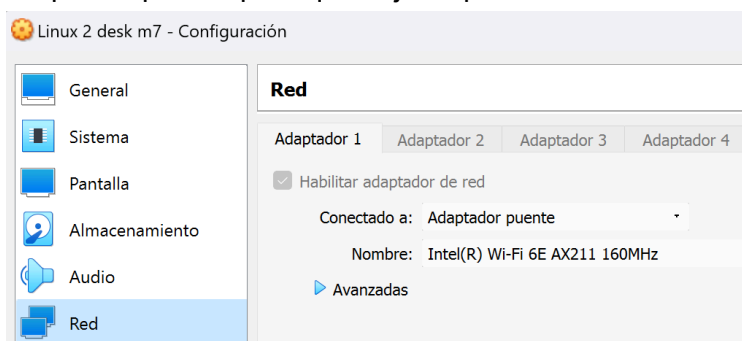 Linux 2 desk m7 - Configuración
General
Sistema
Pantalla
Almacenamiento
Audio
Red
Red
Adaptador 1 Adaptador 2 Adaptador 3 Adaptador 4
Habilitar adaptador de red
Conectado a: Adaptador puente
Nombre: Intel(R) Wi-Fi 6E AX211 160MHz
Avanzadas